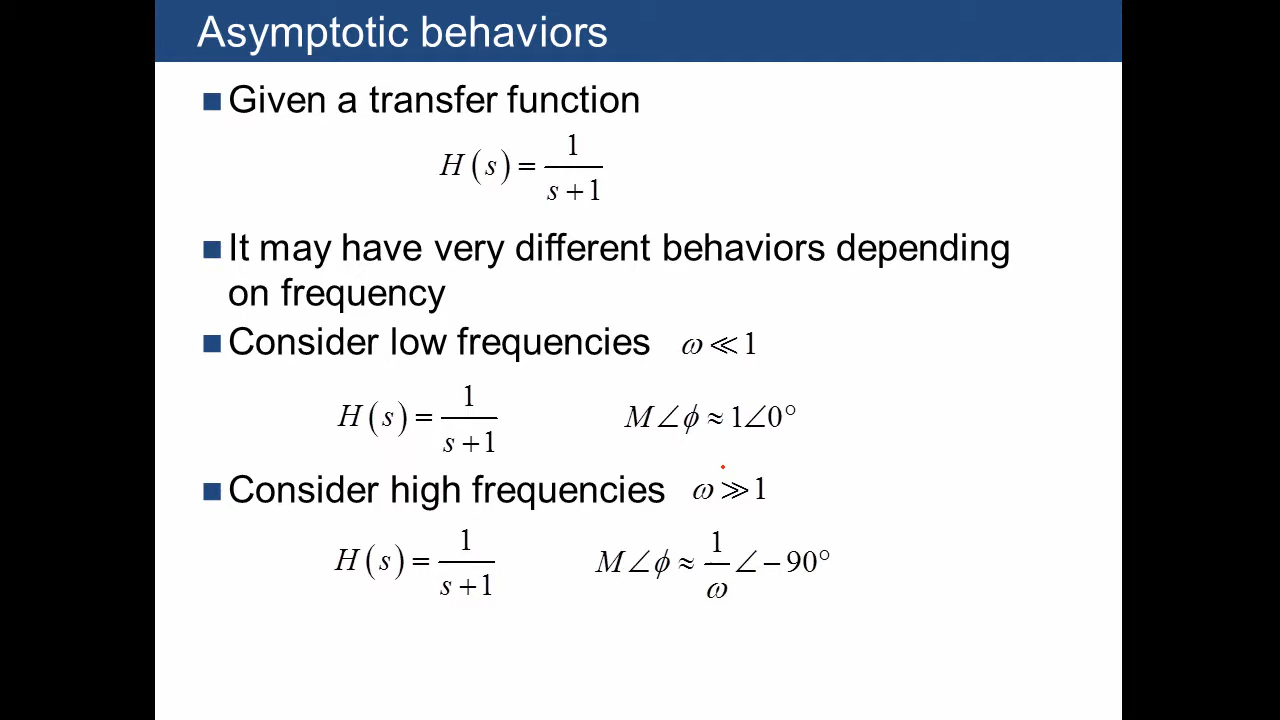 Asymptotic behaviors
■ Given a transfer function
H(s) = 1/(s+1)
■ It may have very different behaviors depending
on frequency
■ Consider low frequencies ω ≪ 1
H(s) = 1/(s+1) M∠ϕ ≈ 1∠0°
■ Consider high frequencies ω ≫ 1
H(s) = 1/(s+1) M∠ϕ ≈ 1/ω ∠−90°